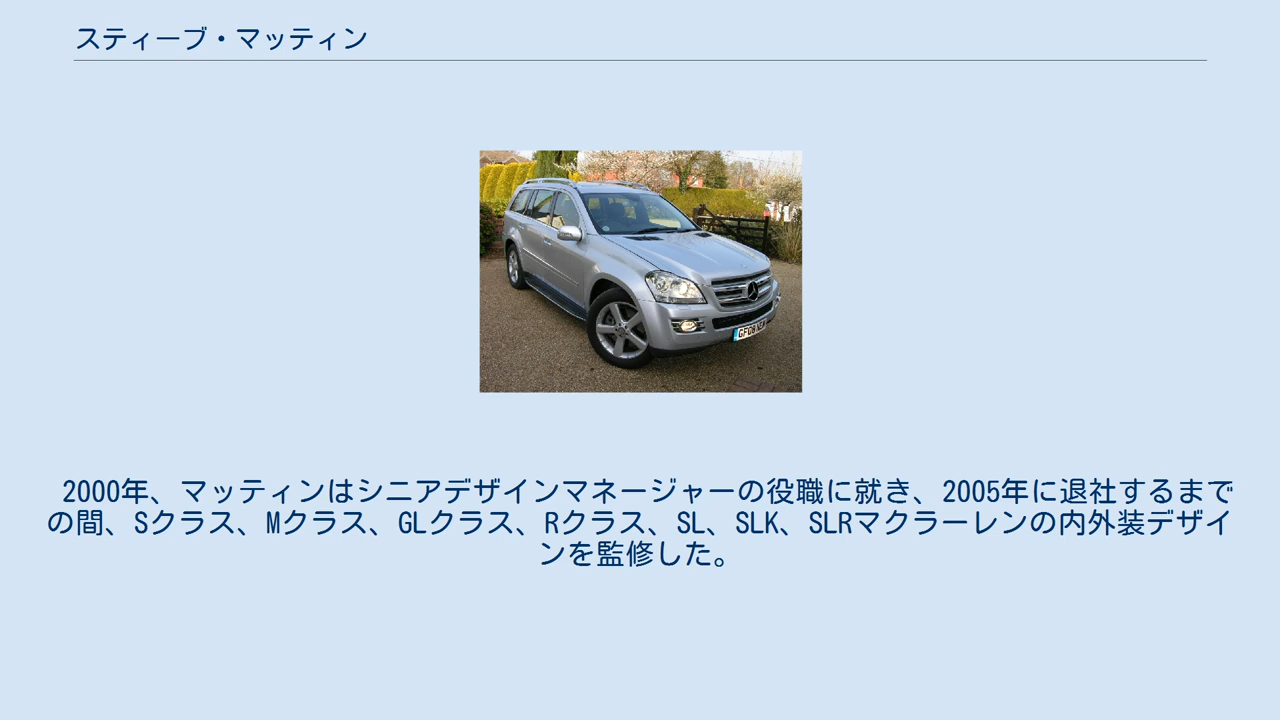 スティーブ・マッティン
2000年、マッティンはシニアデザインマネージャーの役職に就き、2005年に退社するまで
の間、Sクラス、Mクラス、GLクラス、Rクラス、SL、SLK、SLRマクラーレンの内外装デザイ
ンを監修した。